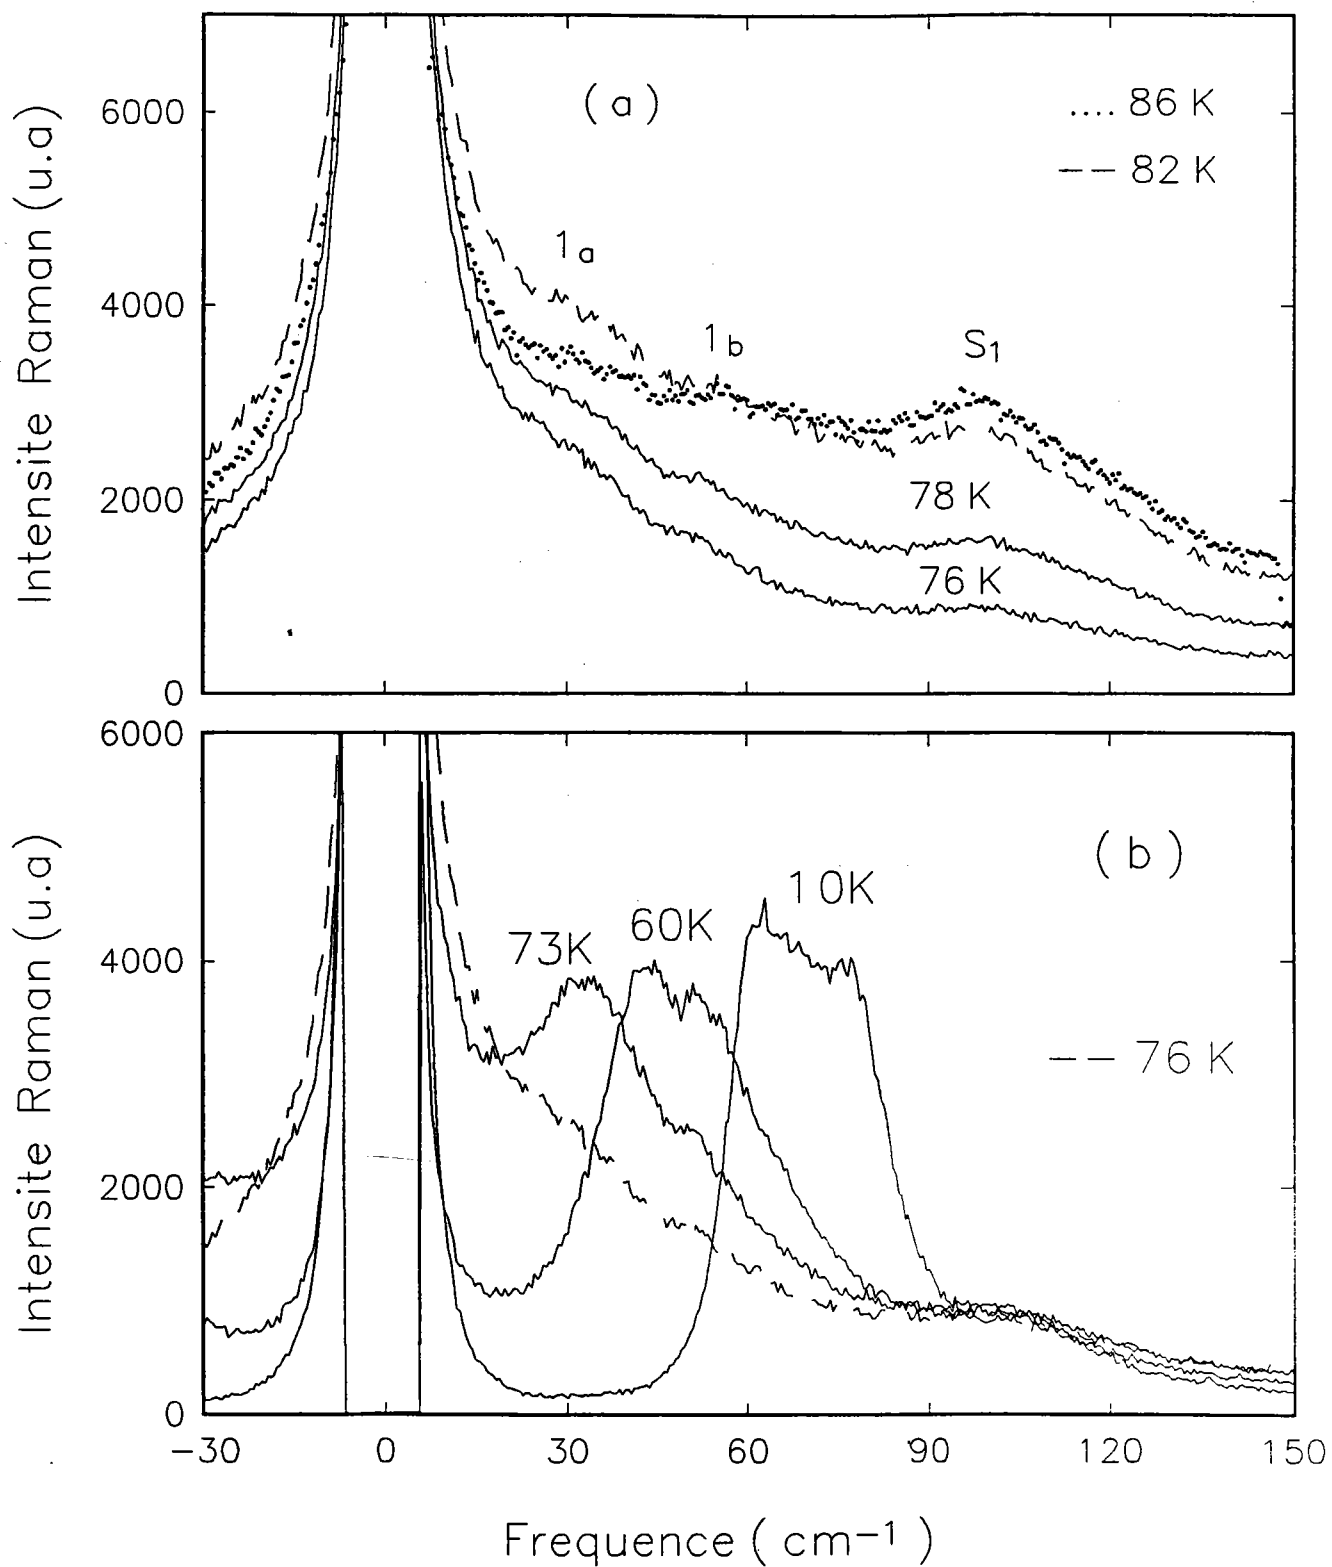 Intensite Raman (u.a)
6000
4000
2000
0
(a)
.... 86 K
-- 82 K
1a
1b
S1
78 K
76 K
Intensite Raman (u.a)
6000
4000
2000
0
(b)
73K
60K
10K
-- 76 K
-30 0 30 60 90 120 150
Frequence (cm-1)